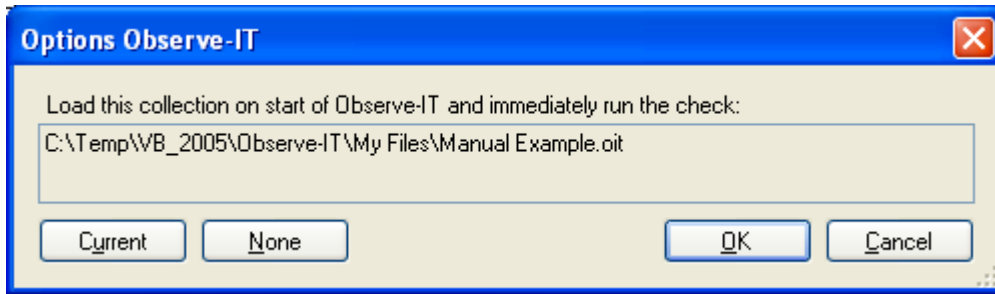 Options Observe-IT
Load this collection on start of Observe-IT and immediately run the check:
C:\Temp\VB_2005\Observe-IT\My Files\Manual Example.oit
Current None OK Cancel